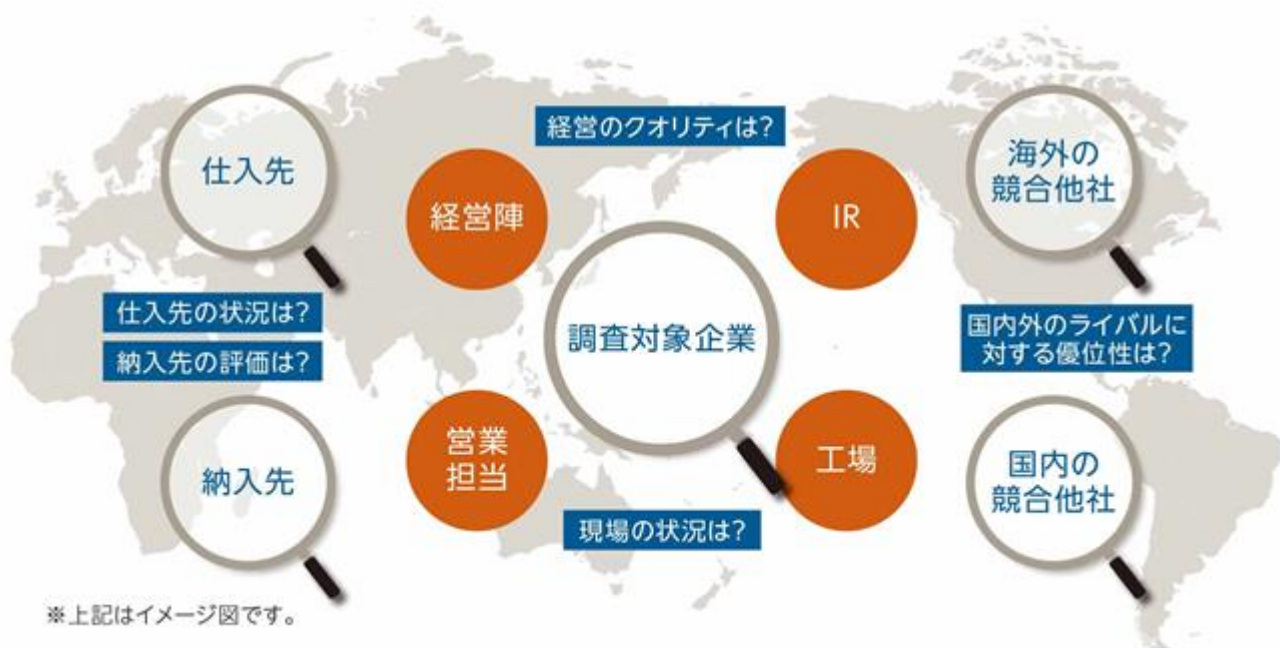 経営のクオリティは?
仕入先
経営陣
IR
海外の
競合他社
仕入先の状況は?
納入先の評価は?
調査対象企業
国内外のライバルに
対する優位性は?
納入先
営業
担当
工場
国内の
競合他社
現場の状況は?
※上記はイメージ図です。